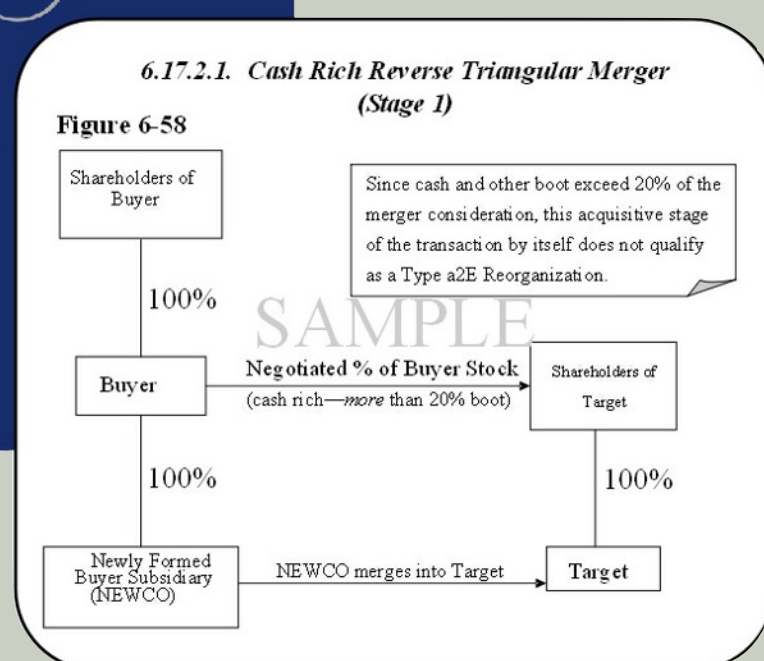 6.17.2.1. Cash Rich Reverse Triangular Merger
(Stage 1)
Figure 6-58
Shareholders of
Buyer
Since cash and other boot exceed 20% of the
merger consideration, this acquisitive stage
of the transaction by itself does not qualify
as a Type a2E Reorganization.
100%
SAMPLE
Buyer
Negotiated % of Buyer Stock
(cash rich—more than 20% boot)
Shareholders of
Target
100%
100%
Newly Formed
Buyer Subsidiary
(NEWCO)
NEWCO merges into Target
Target